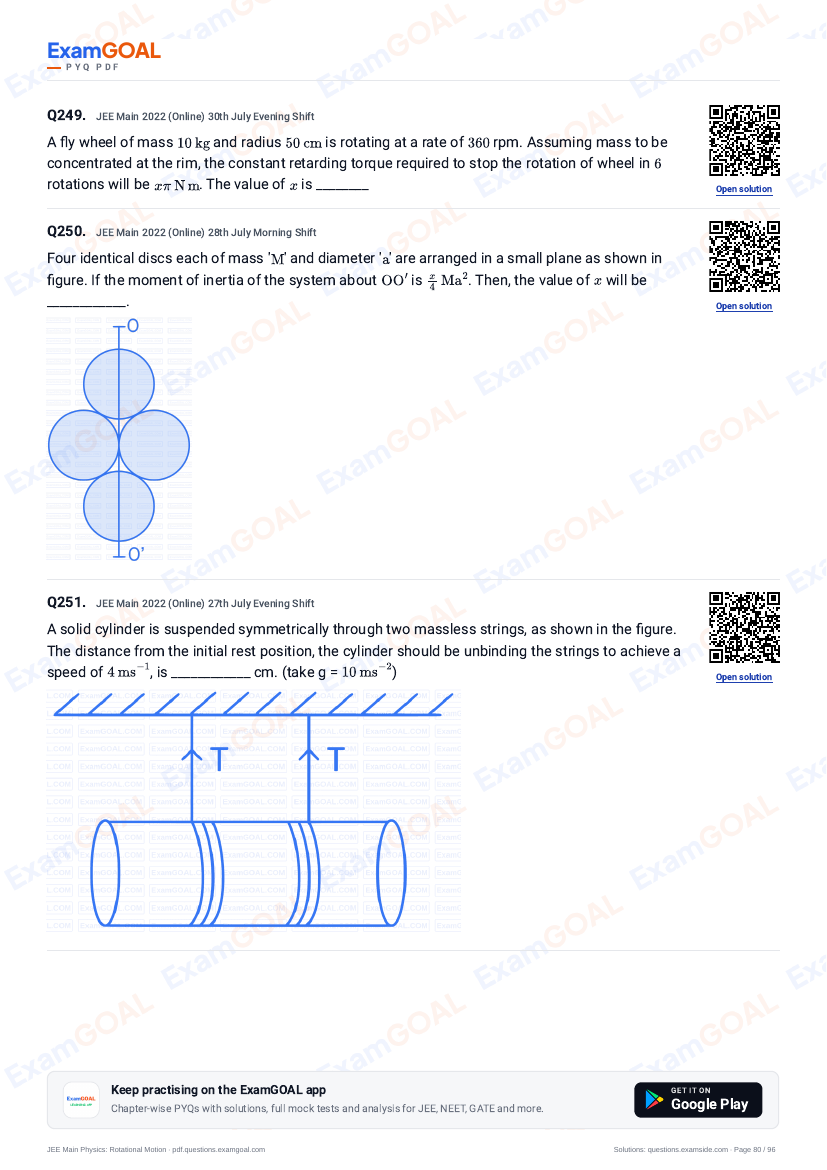 ExamGOAL
PYQ PDF
Q249. JEE Main 2022 (Online) 30th July Evening Shift
A fly wheel of mass 10 kg and radius 50 cm is rotating at a rate of 360 rpm. Assuming mass to be
concentrated at the rim, the constant retarding torque required to stop the rotation of wheel in 6
rotations will be xπ N m. The value of x is ________
Open solution
Q250. JEE Main 2022 (Online) 28th July Morning Shift
Four identical discs each of mass 'M' and diameter 'a' are arranged in a small plane as shown in
figure. If the moment of inertia of the system about OO′ is x/4 Ma². Then, the value of x will be
____________.
Open solution
O
O'
Q251. JEE Main 2022 (Online) 27th July Evening Shift
A solid cylinder is suspended symmetrically through two massless strings, as shown in the figure.
The distance from the initial rest position, the cylinder should be unbinding the strings to achieve a
speed of 4 ms⁻¹, is ____________ cm. (take g = 10 ms⁻²)
Open solution
T T
Keep practising on the ExamGOAL app
Chapter-wise PYQs with solutions, full mock tests and analysis for JEE, NEET, GATE and more.
GET IT ON
Google Play
JEE Main Physics: Rotational Motion · pdf.questions.examgoal.com
Solutions: questions.examside.com · Page 80 / 96